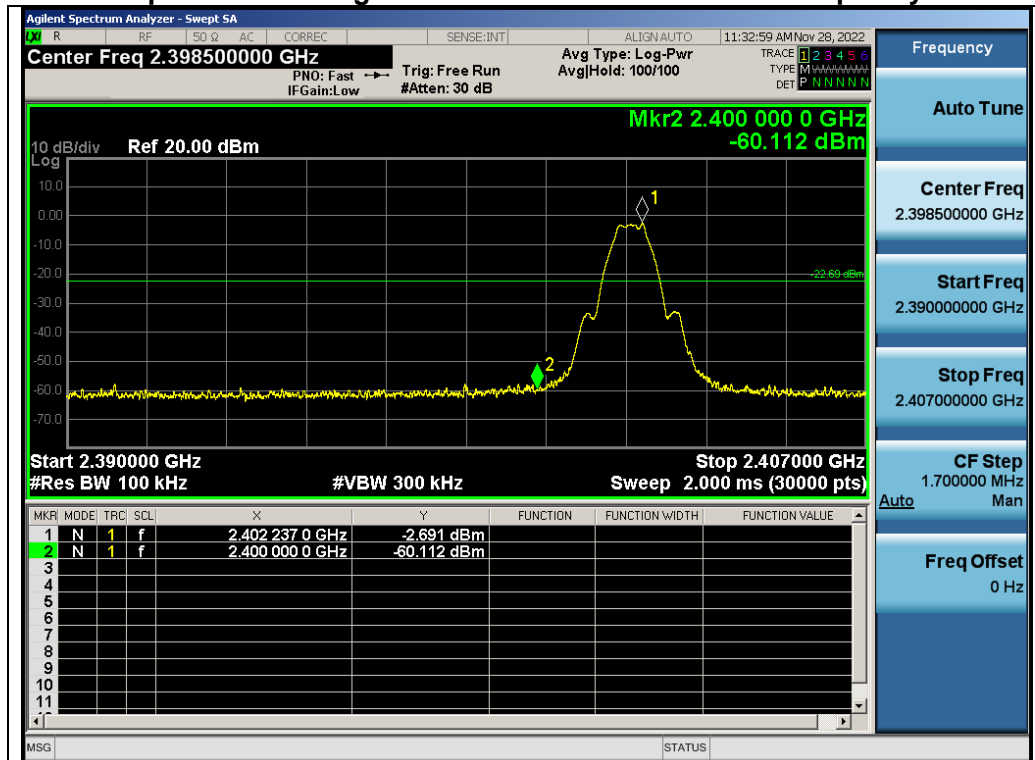 Agilent Spectrum Analyzer - Swept SA
LXI R RF 50 Ω AC CORREC SENSE:INT ALIGN AUTO 11:32:59 AM Nov 28, 2022
Center Freq 2.398500000 GHz
PNO: Fast
IFGain:Low
Trig: Free Run
#Atten: 30 dB
Avg Type: Log-Pwr
Avg|Hold: 100/100
TRACE 1 2 3 4 5 6
TYPE M
DET P N N N N N
Mkr2 2.400 000 0 GHz
-60.112 dBm
10 dB/div Ref 20.00 dBm
Log
10.0
0.00
-10.0
-20.0
-30.0
-40.0
-50.0
-60.0
-70.0
1
-22.69 dBm
2
Start 2.390000 GHz Stop 2.407000 GHz
#Res BW 100 kHz #VBW 300 kHz Sweep 2.000 ms (30000 pts)
MKR MODE TRC SCL X Y FUNCTION FUNCTION WIDTH FUNCTION VALUE
1 N 1 f 2.402 237 0 GHz -2.691 dBm
2 N 1 f 2.400 000 0 GHz -60.112 dBm
3
4
5
6
7
8
9
10
11
MSG STATUS
Frequency
Auto Tune
Center Freq
2.398500000 GHz
Start Freq
2.390000000 GHz
Stop Freq
2.407000000 GHz
CF Step
1.700000 MHz
Auto Man
Freq Offset
0 Hz